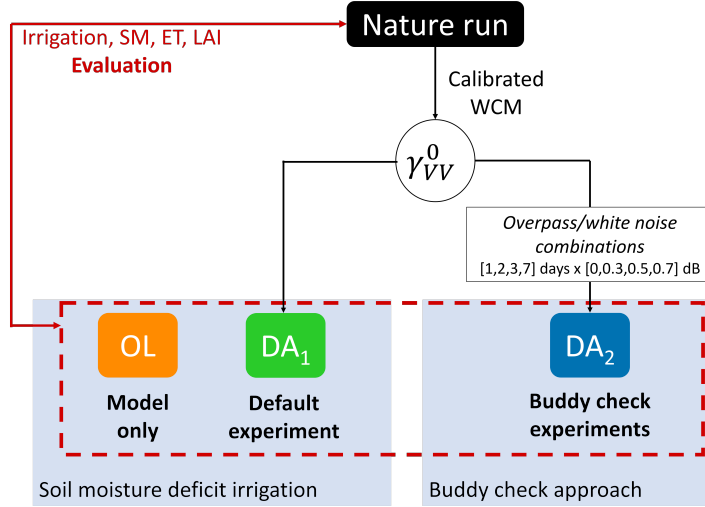 Nature run
Irrigation, SM, ET, LAI
Evaluation
Calibrated
WCM
γ⁰VV
Overpass/white noise
combinations
[1,2,3,7] days x [0,0.3,0.5,0.7] dB
OL
DA₁
DA₂
Model
only
Default
experiment
Buddy check
experiments
Soil moisture deficit irrigation
Buddy check approach